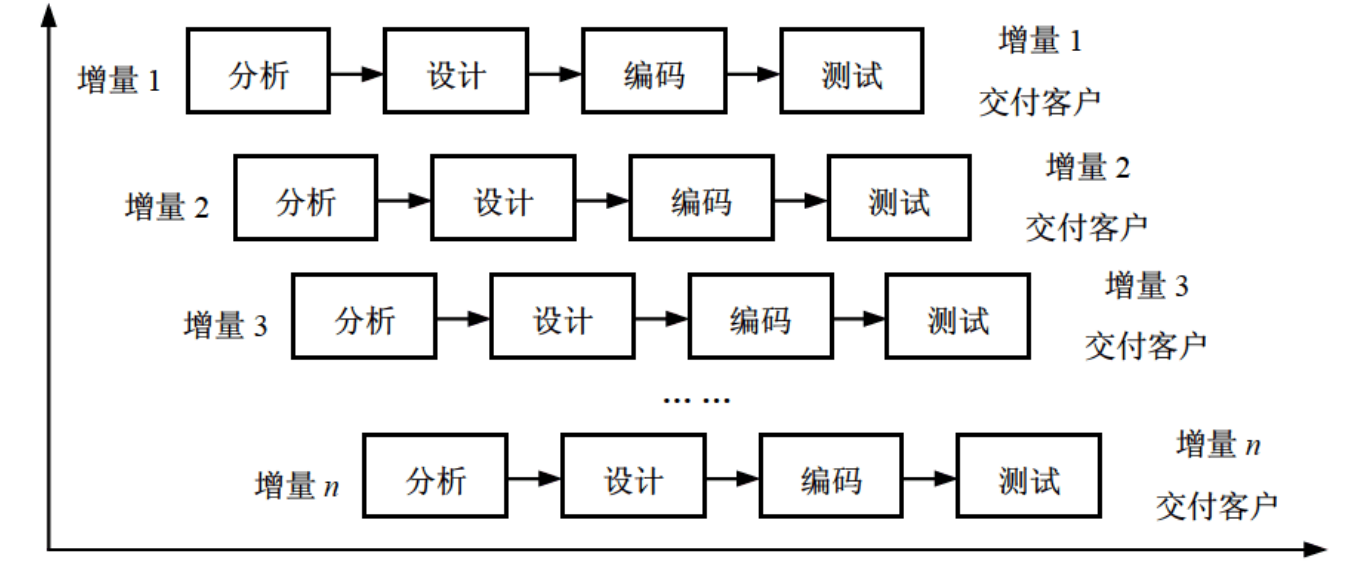 增量 1 分析 设计 编码 测试 增量 1
交付客户
增量 2 分析 设计 编码 测试 增量 2
交付客户
增量 3 分析 设计 编码 测试 增量 3
交付客户
... ...
增量 n 分析 设计 编码 测试 增量 n
交付客户